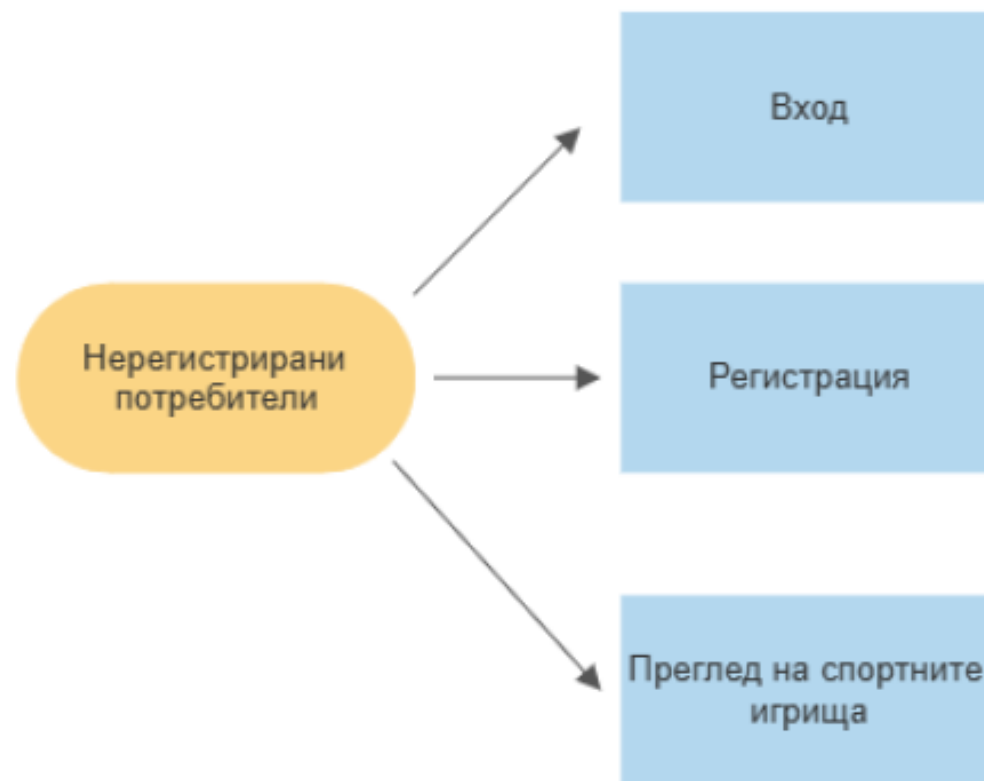 Вход
Нерегистрирани
потребители
Регистрация
Преглед на спортните
игрища